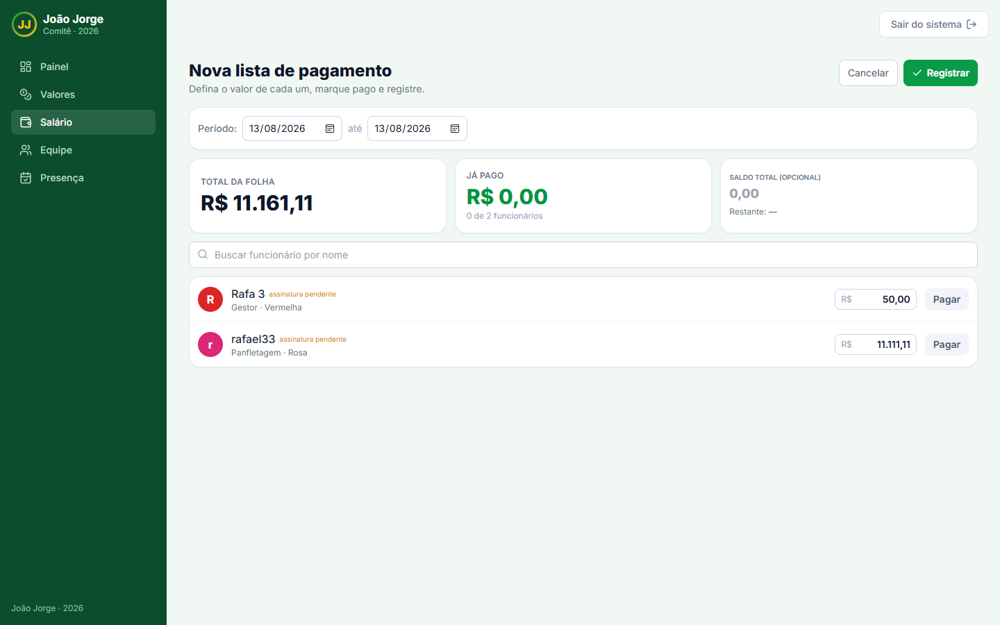 JJ
João Jorge
Comitê · 2026
Painel
Valores
Salário
Equipe
Presença
João Jorge · 2026
Sair do sistema
Nova lista de pagamento
Defina o valor de cada um, marque pago e registre.
Cancelar
Registrar
Período: 13/08/2026 até 13/08/2026
TOTAL DA FOLHA
R$ 11.161,11
JÁ PAGO
R$ 0,00
0 de 2 funcionários
SALDO TOTAL (OPCIONAL)
0,00
Restante: —
Buscar funcionário por nome
R
Rafa 3 assinatura pendente
Gestor · Vermelha
R$ 50,00
Pagar
r
rafael33 assinatura pendente
Panfletagem · Rosa
R$ 11.111,11
Pagar